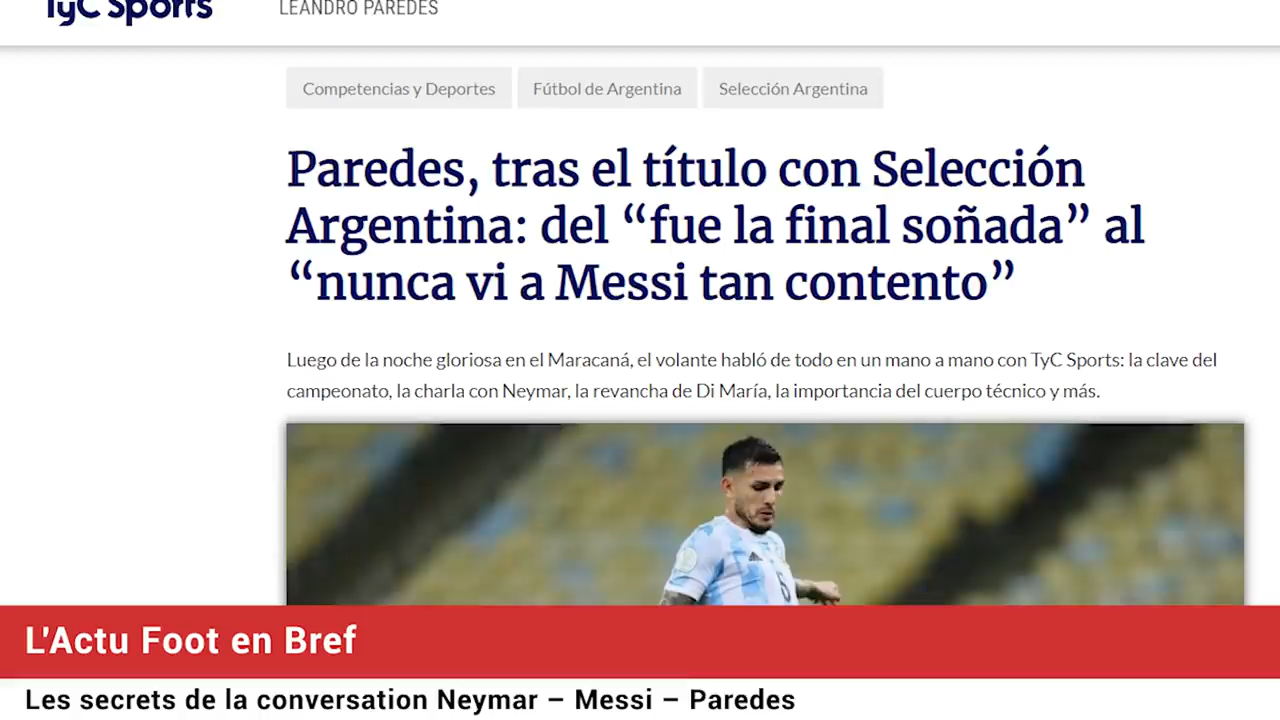 TyC Sports
LEANDRO PAREDES
Competencias y Deportes
Fútbol de Argentina
Selección Argentina
Paredes, tras el título con Selección
Argentina: del “fue la final soñada” al
“nunca vi a Messi tan contento”
Luego de la noche gloriosa en el Maracaná, el volante habló de todo en un mano a mano con TyC Sports: la clave del
campeonato, la charla con Neymar, la revancha de Di María, la importancia del cuerpo técnico y más.
L'Actu Foot en Bref
Les secrets de la conversation Neymar – Messi – Paredes